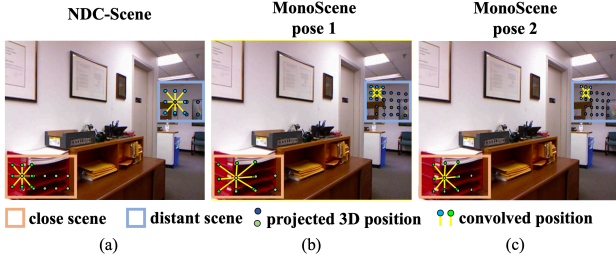 NDC-Scene
MonoScene
pose 1
MonoScene
pose 2
close scene
distant scene
projected 3D position
convolved position
(a)
(b)
(c)